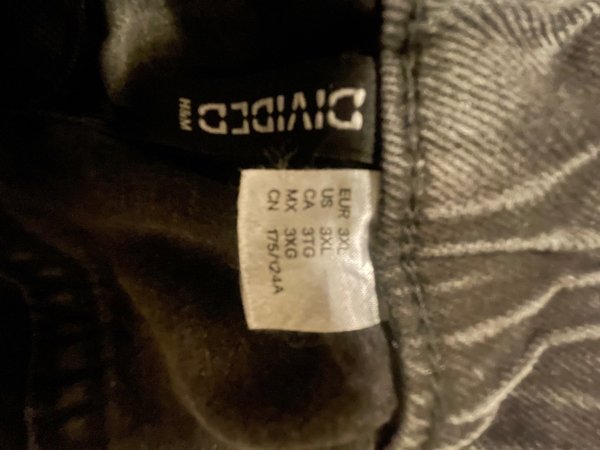 DIVIDED
H&M
EUR 3XL
US 3XL
CA 3TG
MX 3XG
CN 175/124A